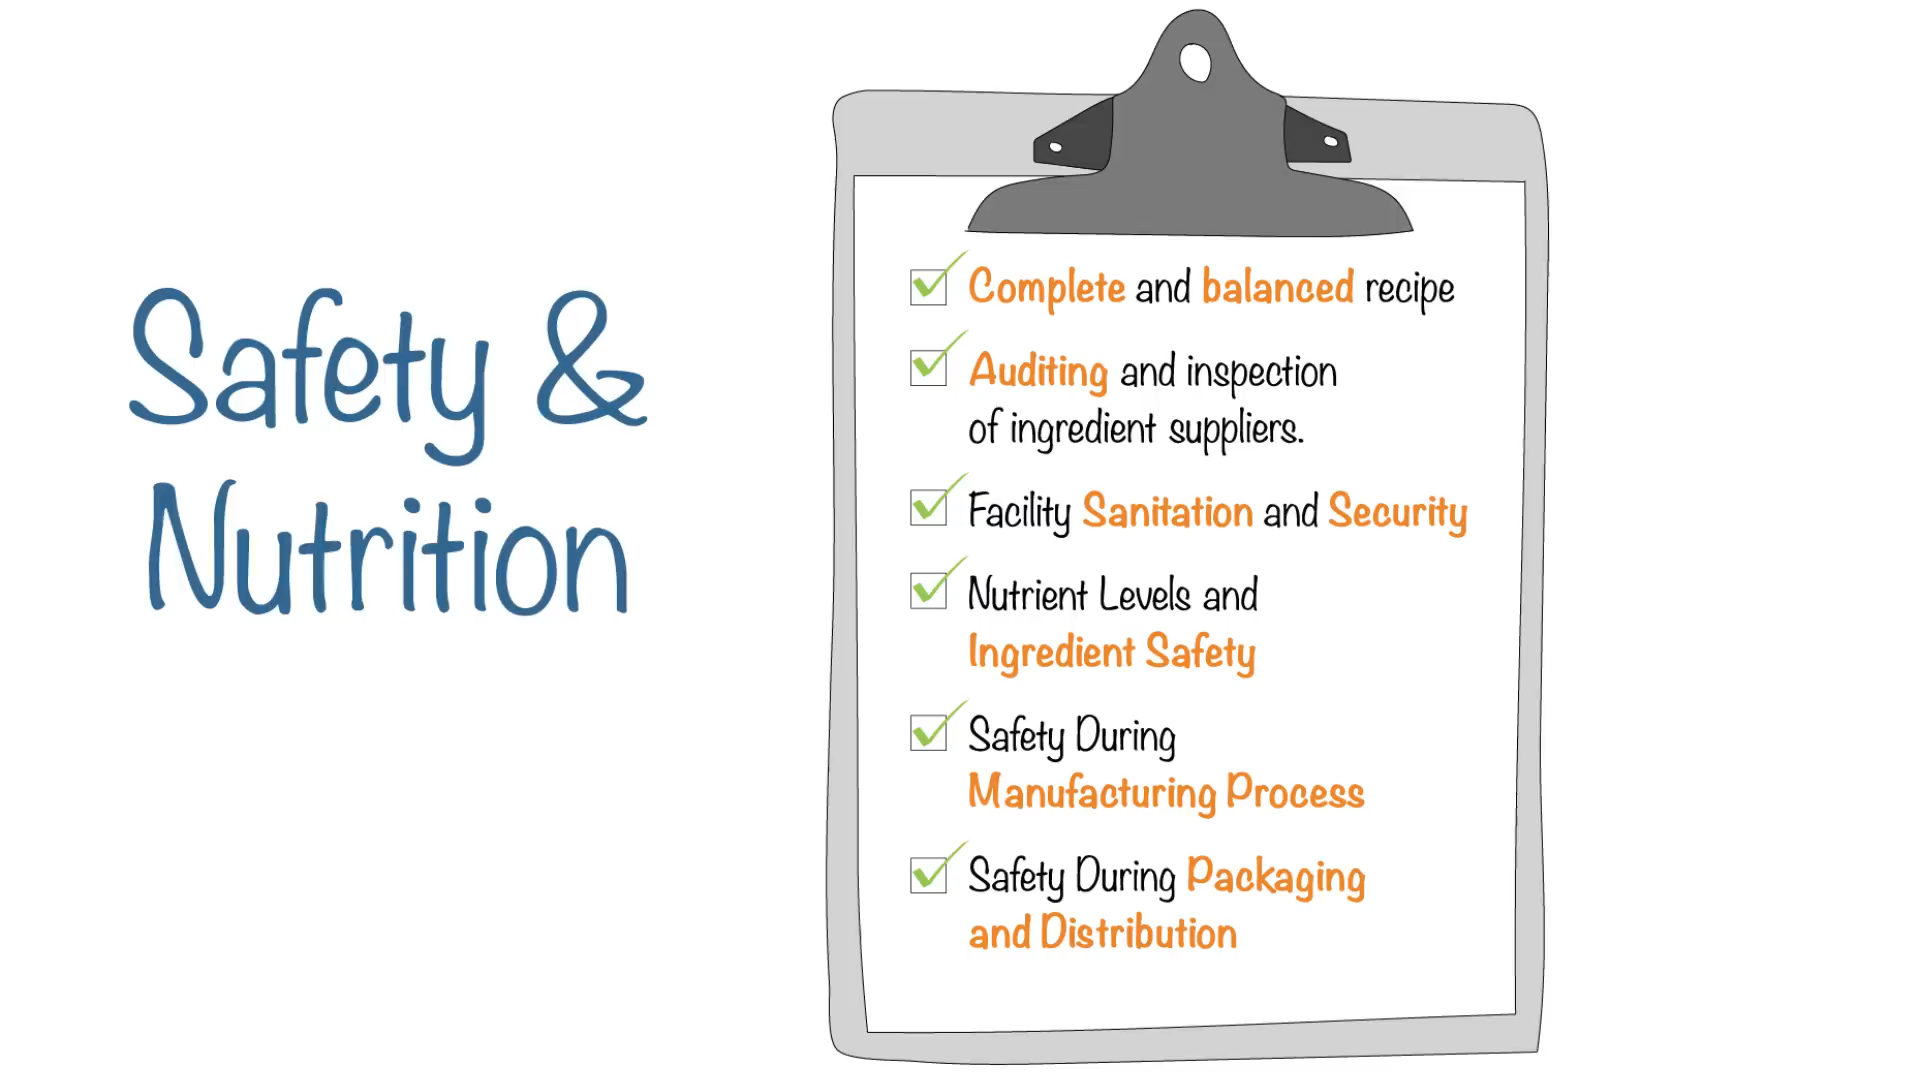 Safety &
Nutrition
Complete and balanced recipe
Auditing and inspection
of ingredient suppliers.
Facility Sanitation and Security
Nutrient Levels and
Ingredient Safety
Safety During
Manufacturing Process
Safety During Packaging
and Distribution